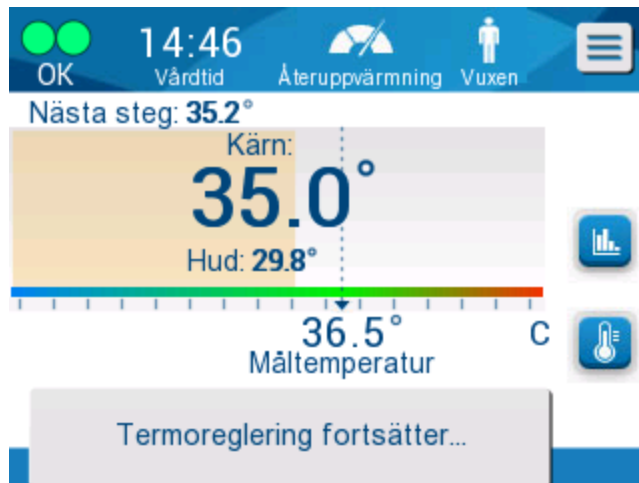 OK
14:46
Vårdtid
Återuppvärmning
Vuxen
Nästa steg: 35.2°
Kärn:
35.0°
Hud: 29.8°
36.5° C
Måltemperatur
Termoreglering fortsätter...